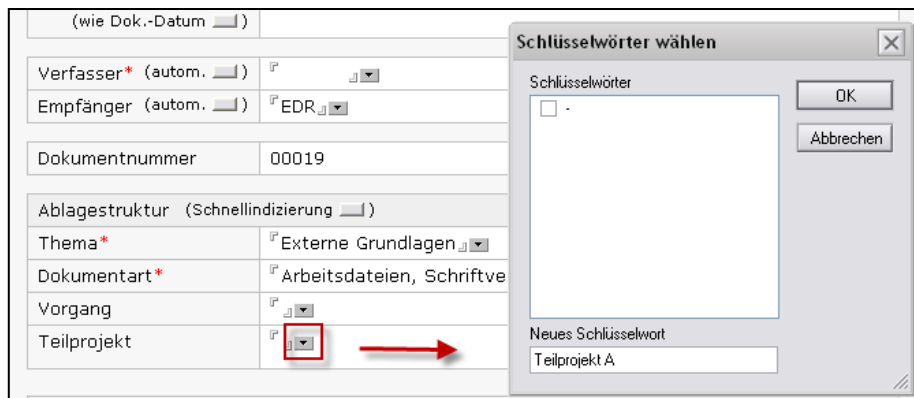 (wie Dok.-Datum )
Verfasser* (autom. )
Empfänger (autom. ) EDR
Dokumentnummer 00019
Ablagestruktur (Schnellindizierung )
Thema* Externe Grundlagen
Dokumentart* Arbeitsdateien, Schriftve
Vorgang
Teilprojekt
Schlüsselwörter wählen
Schlüsselwörter
-
OK
Abbrechen
Neues Schlüsselwort
Teilprojekt A